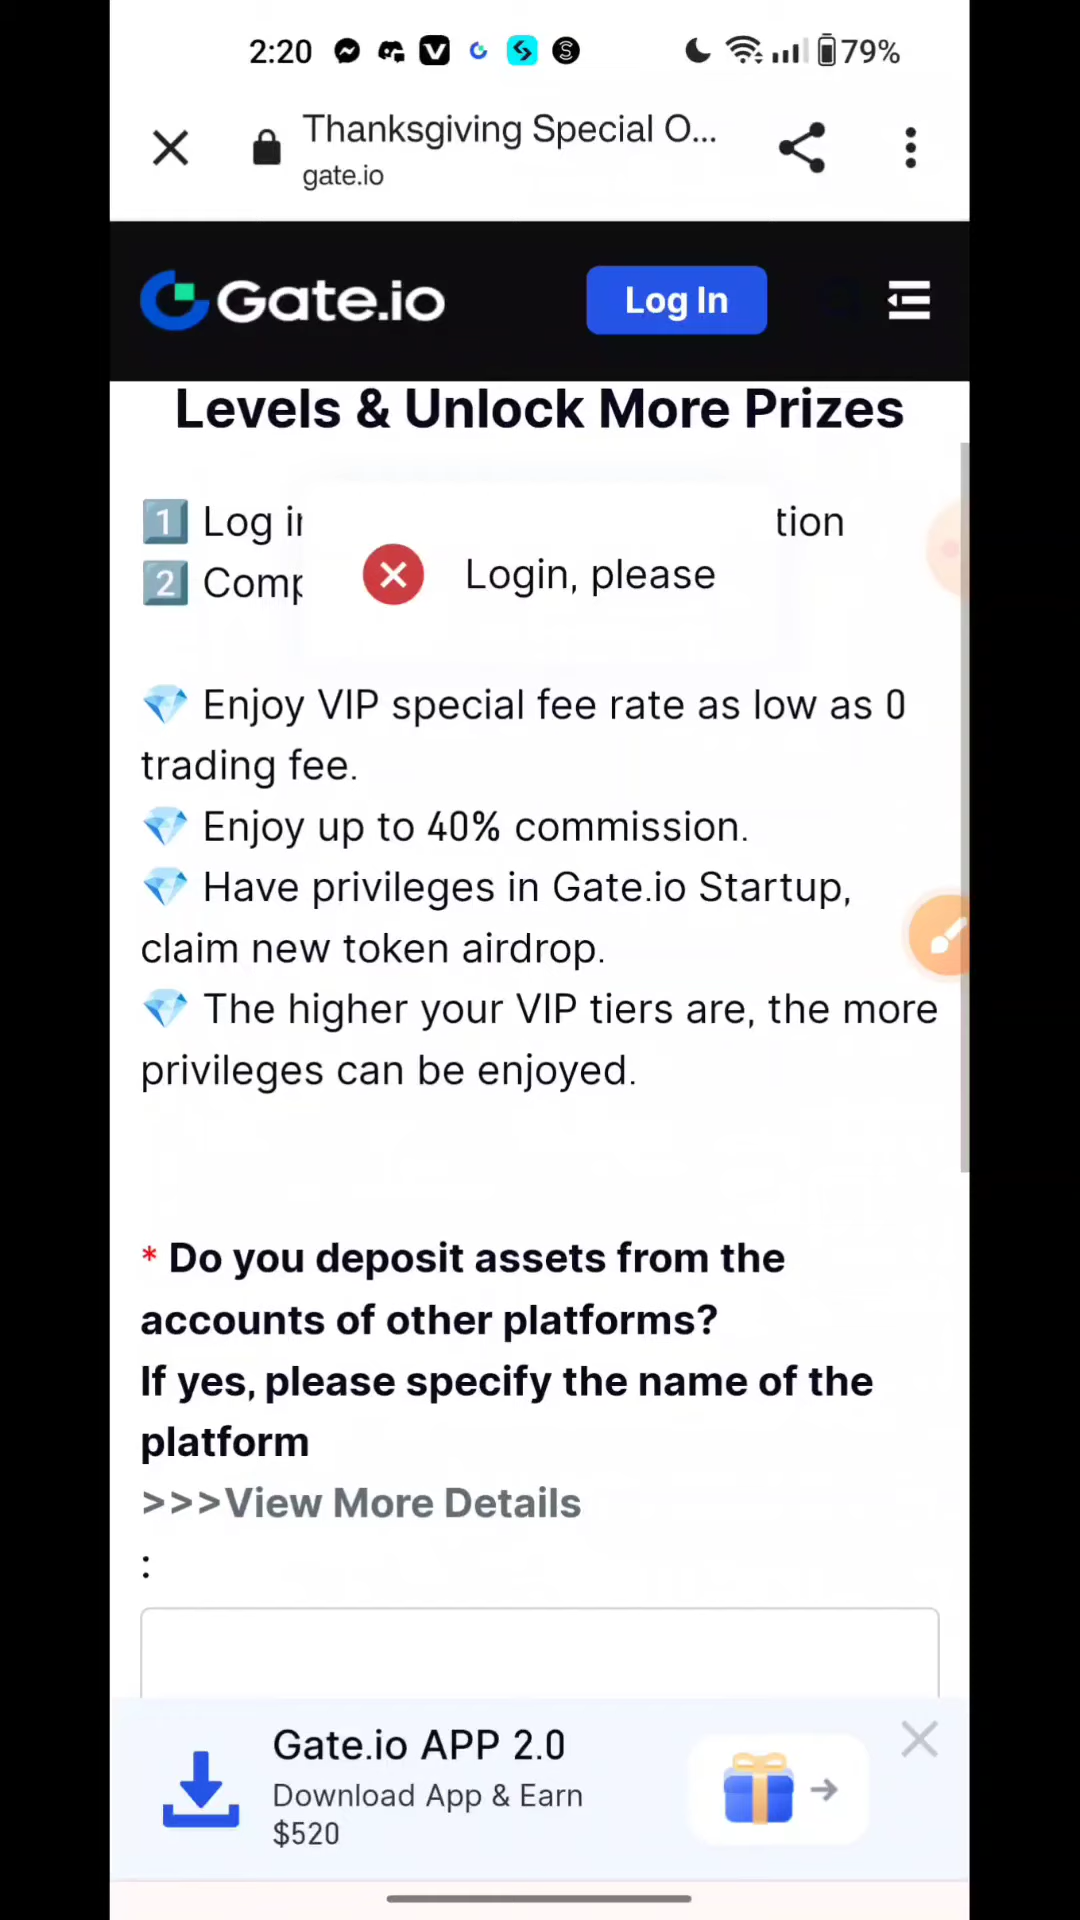 2:20
79%
Thanksgiving Special O...
gate.io
Gate.io
Log In
Levels & Unlock More Prizes
1 Log in
tion
2 Comp
Login, please
Enjoy VIP special fee rate as low as 0
trading fee.
Enjoy up to 40% commission.
Have privileges in Gate.io Startup,
claim new token airdrop.
The higher your VIP tiers are, the more
privileges can be enjoyed.
* Do you deposit assets from the
accounts of other platforms?
If yes, please specify the name of the
platform
>>>View More Details
:
Gate.io APP 2.0
Download App & Earn
$520